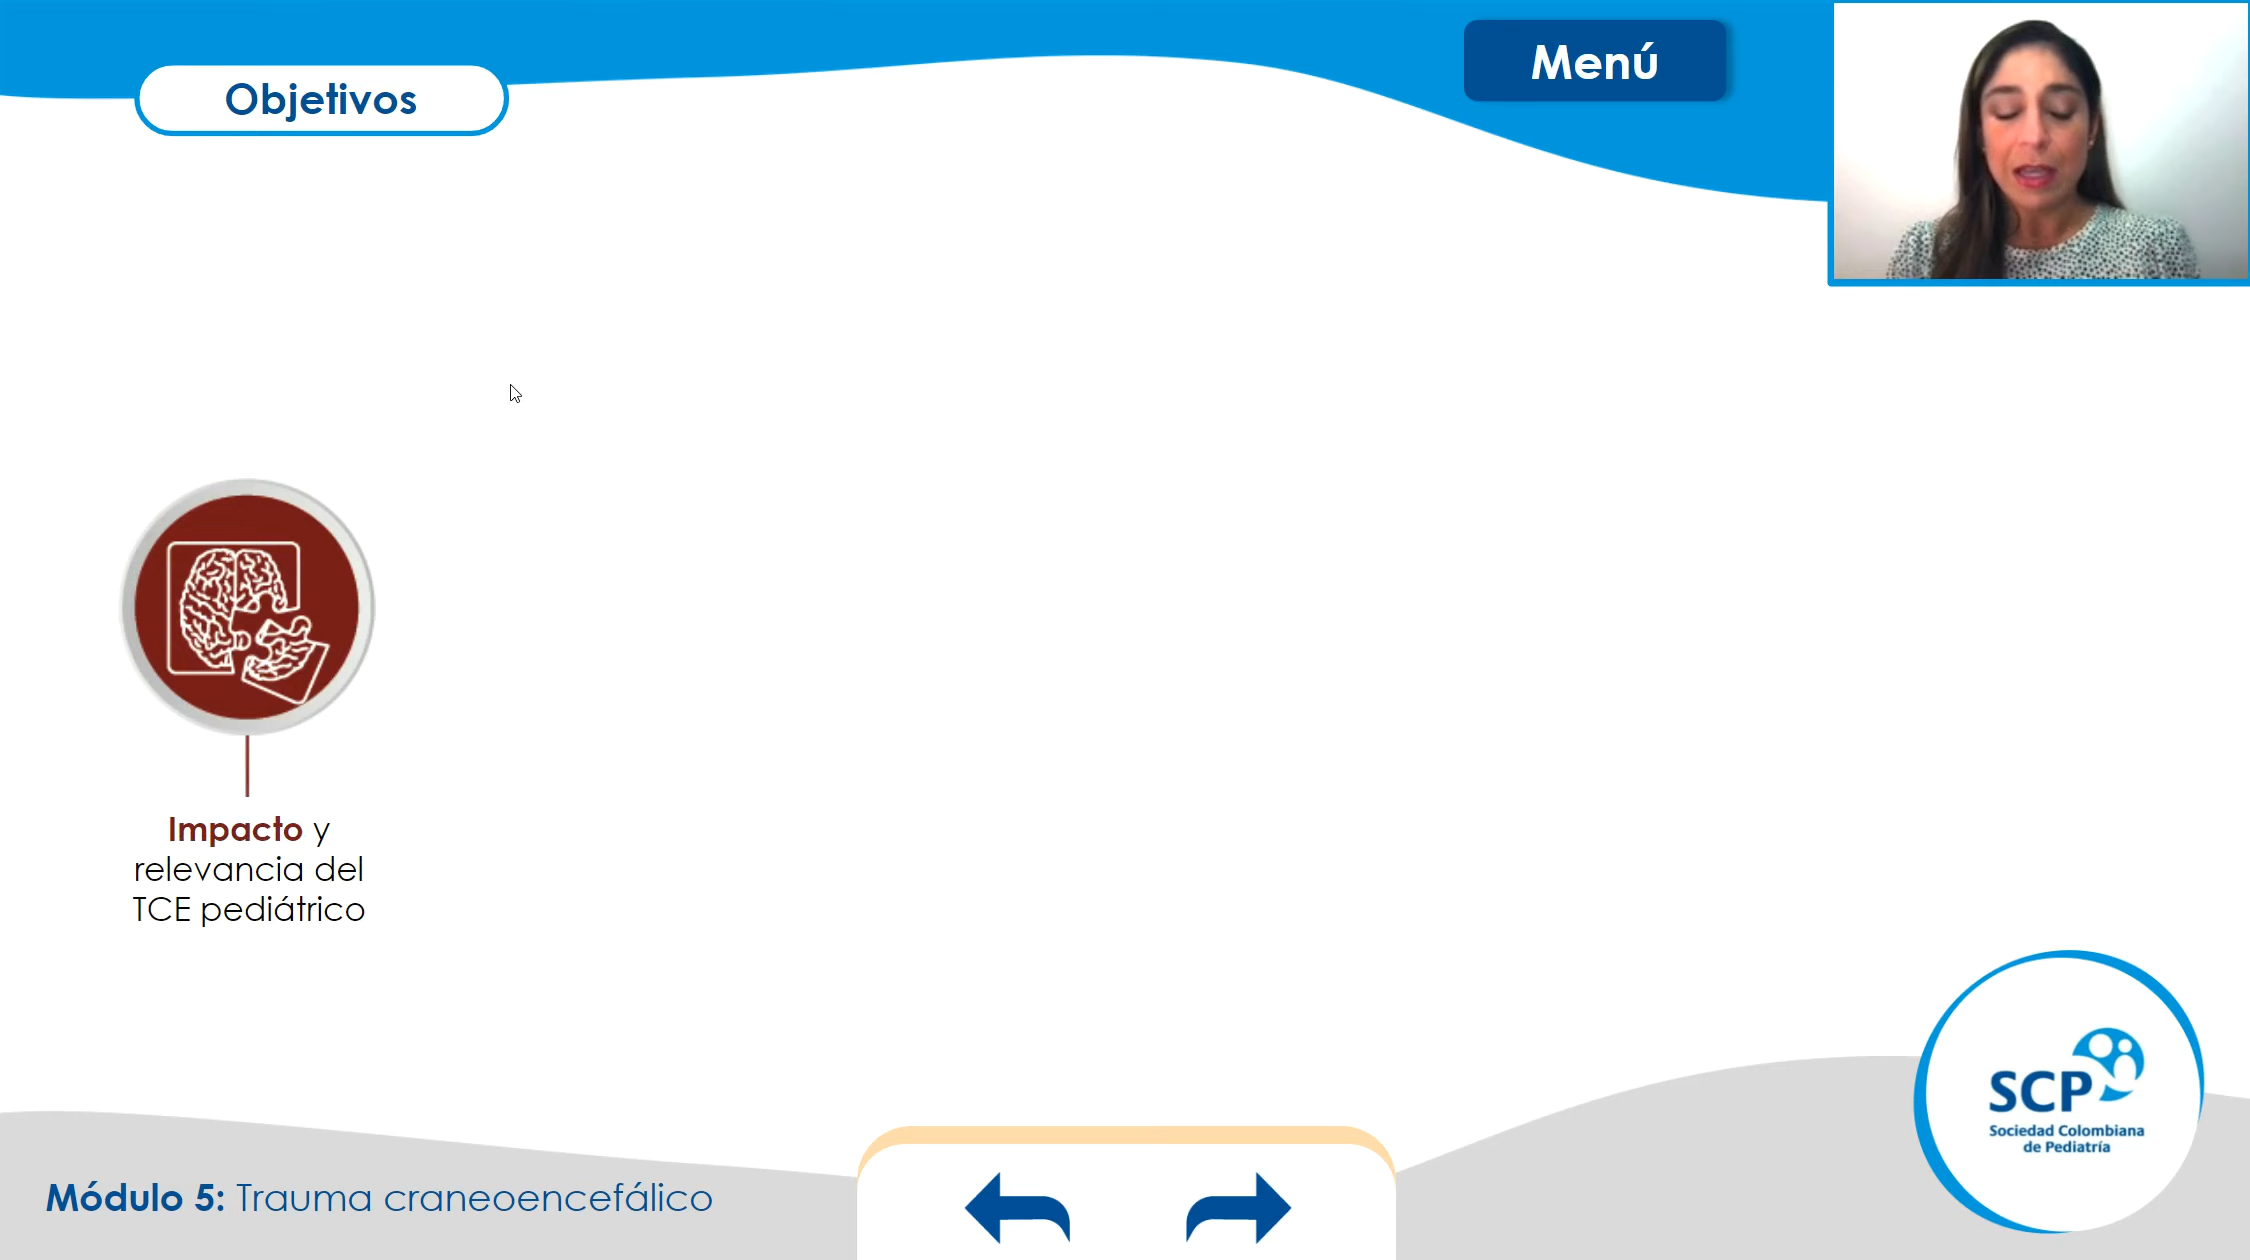 Objetivos
Menú
Impacto y
relevancia del
TCE pediátrico
SCP
Sociedad Colombiana
de Pediatría
Módulo 5: Trauma craneoencefálico